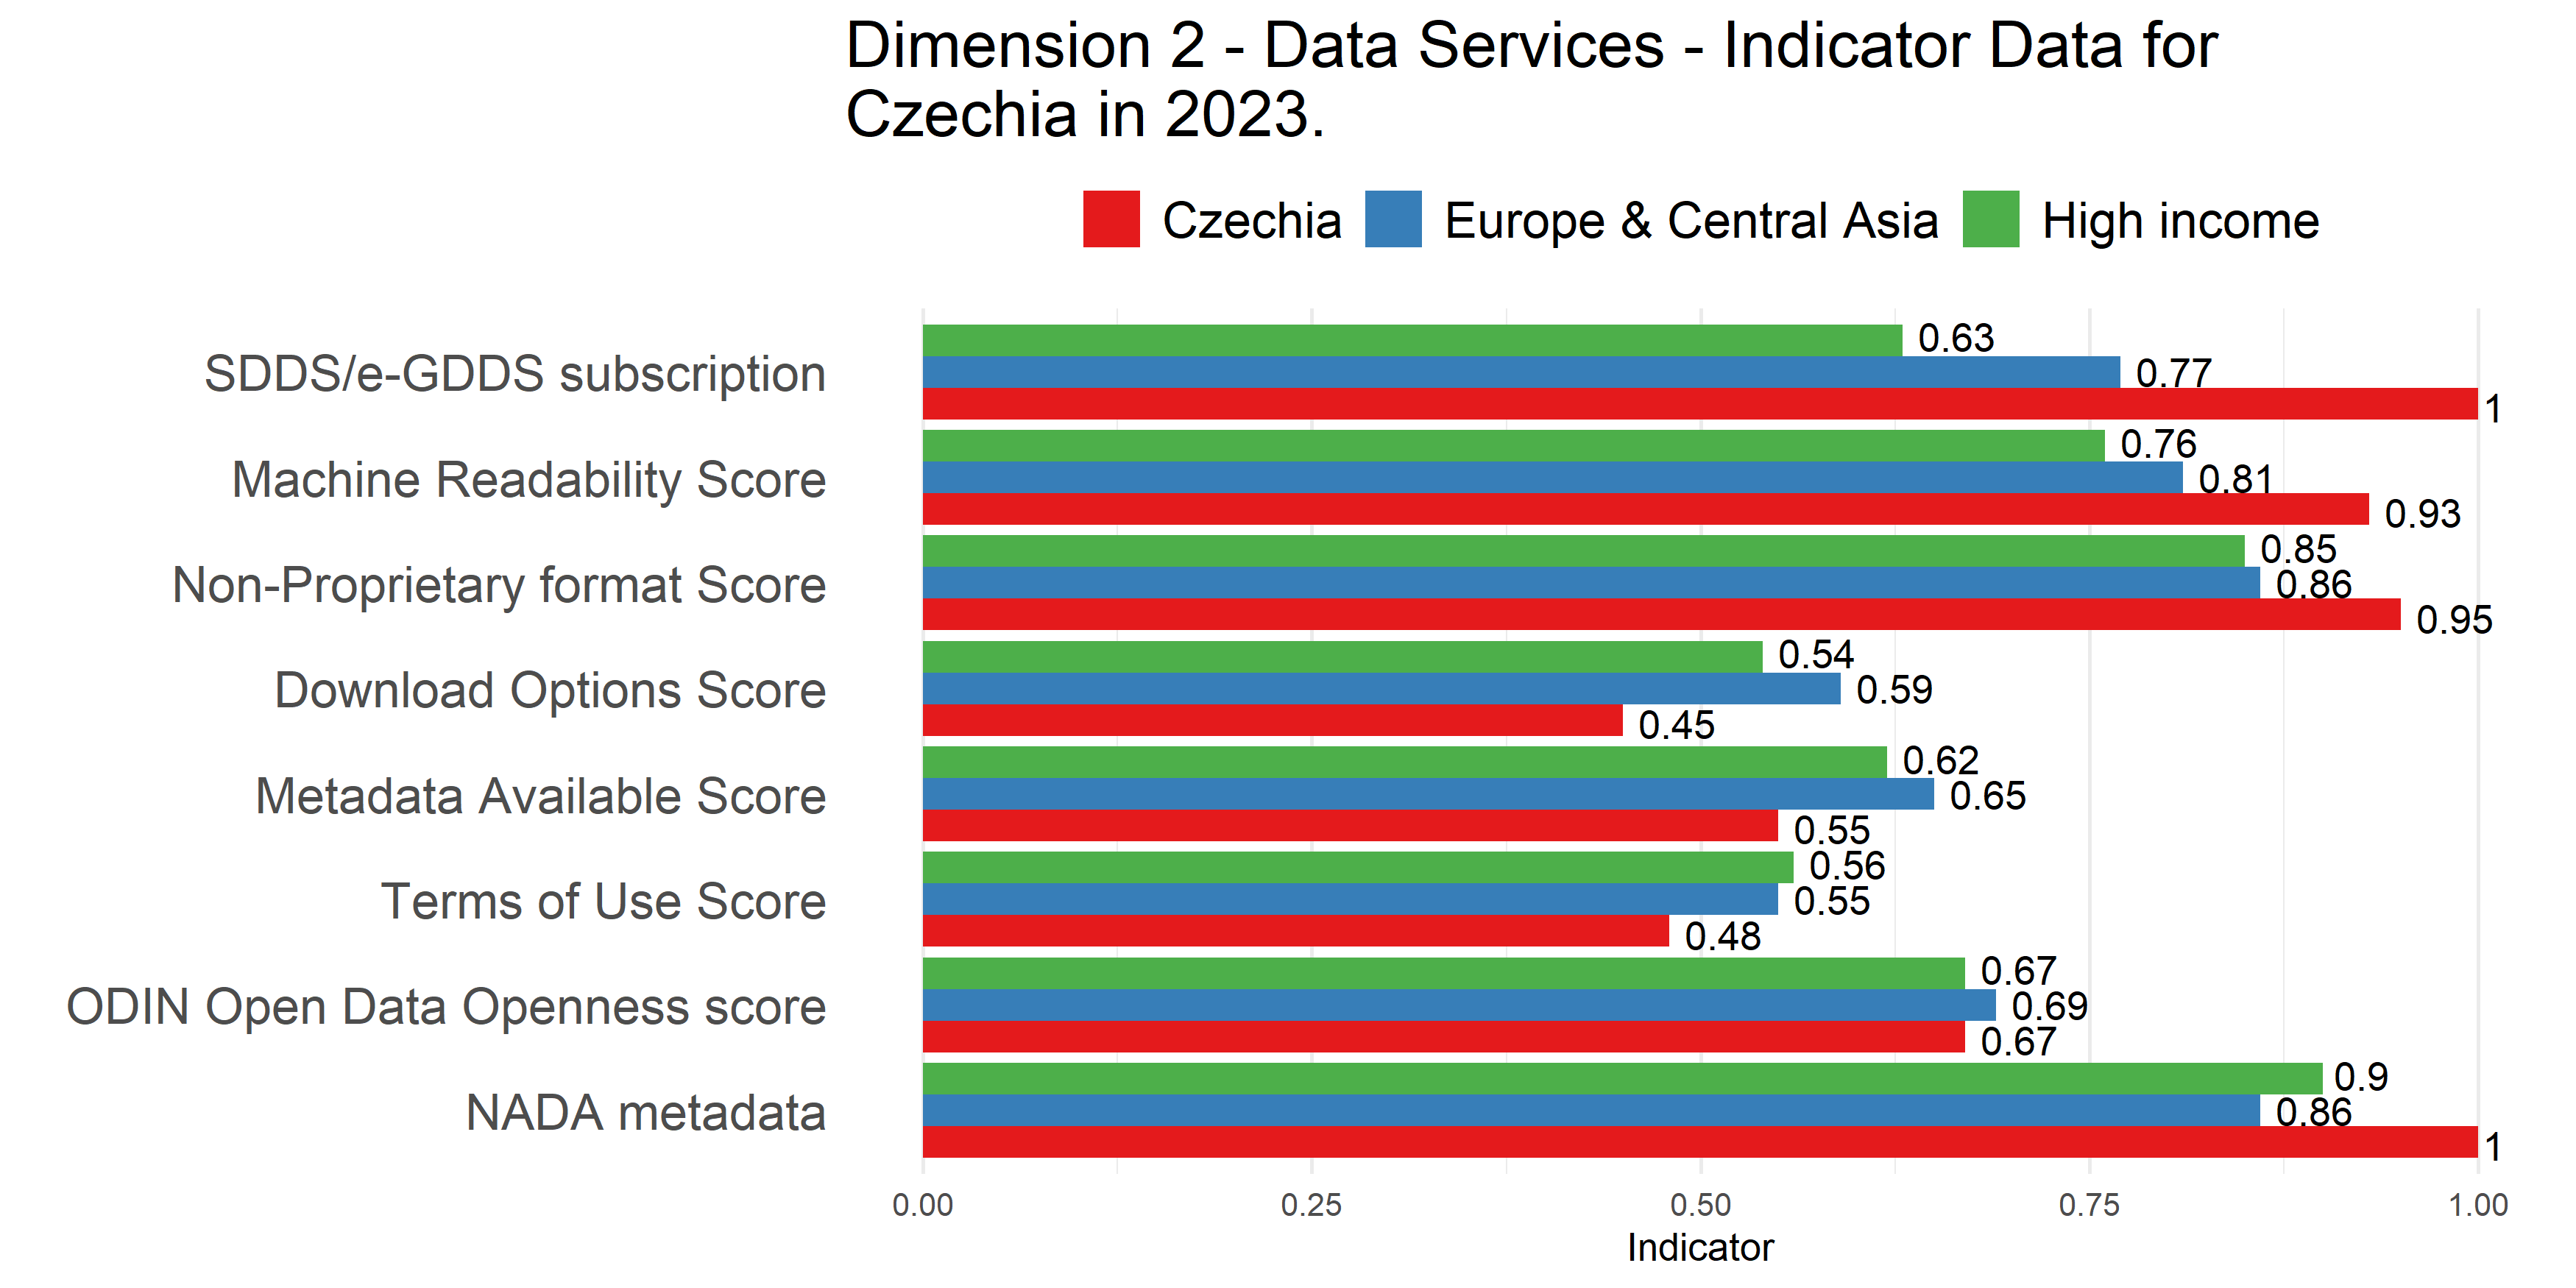 Dimension 2 - Data Services - Indicator Data for
Czechia in 2023.
Czechia Europe & Central Asia High income
SDDS/e-GDDS subscription
0.63
0.77
1
Machine Readability Score
0.76
0.81
0.93
Non-Proprietary format Score
0.85
0.86
0.95
Download Options Score
0.54
0.59
0.45
Metadata Available Score
0.62
0.65
0.55
Terms of Use Score
0.56
0.55
0.48
ODIN Open Data Openness score
0.67
0.69
0.67
NADA metadata
0.9
0.86
1
0.00 0.25 0.50 0.75 1.00
Indicator